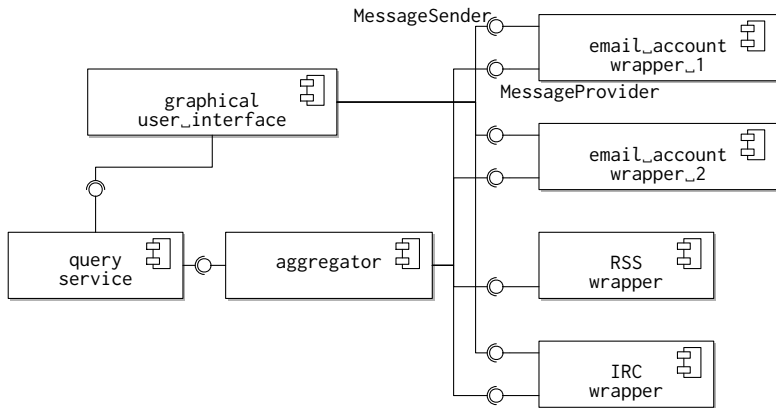 MessageSender
email␣account
wrapper␣1
MessageProvider
graphical
user␣interface
email␣account
wrapper␣2
query
service
aggregator
RSS
wrapper
IRC
wrapper